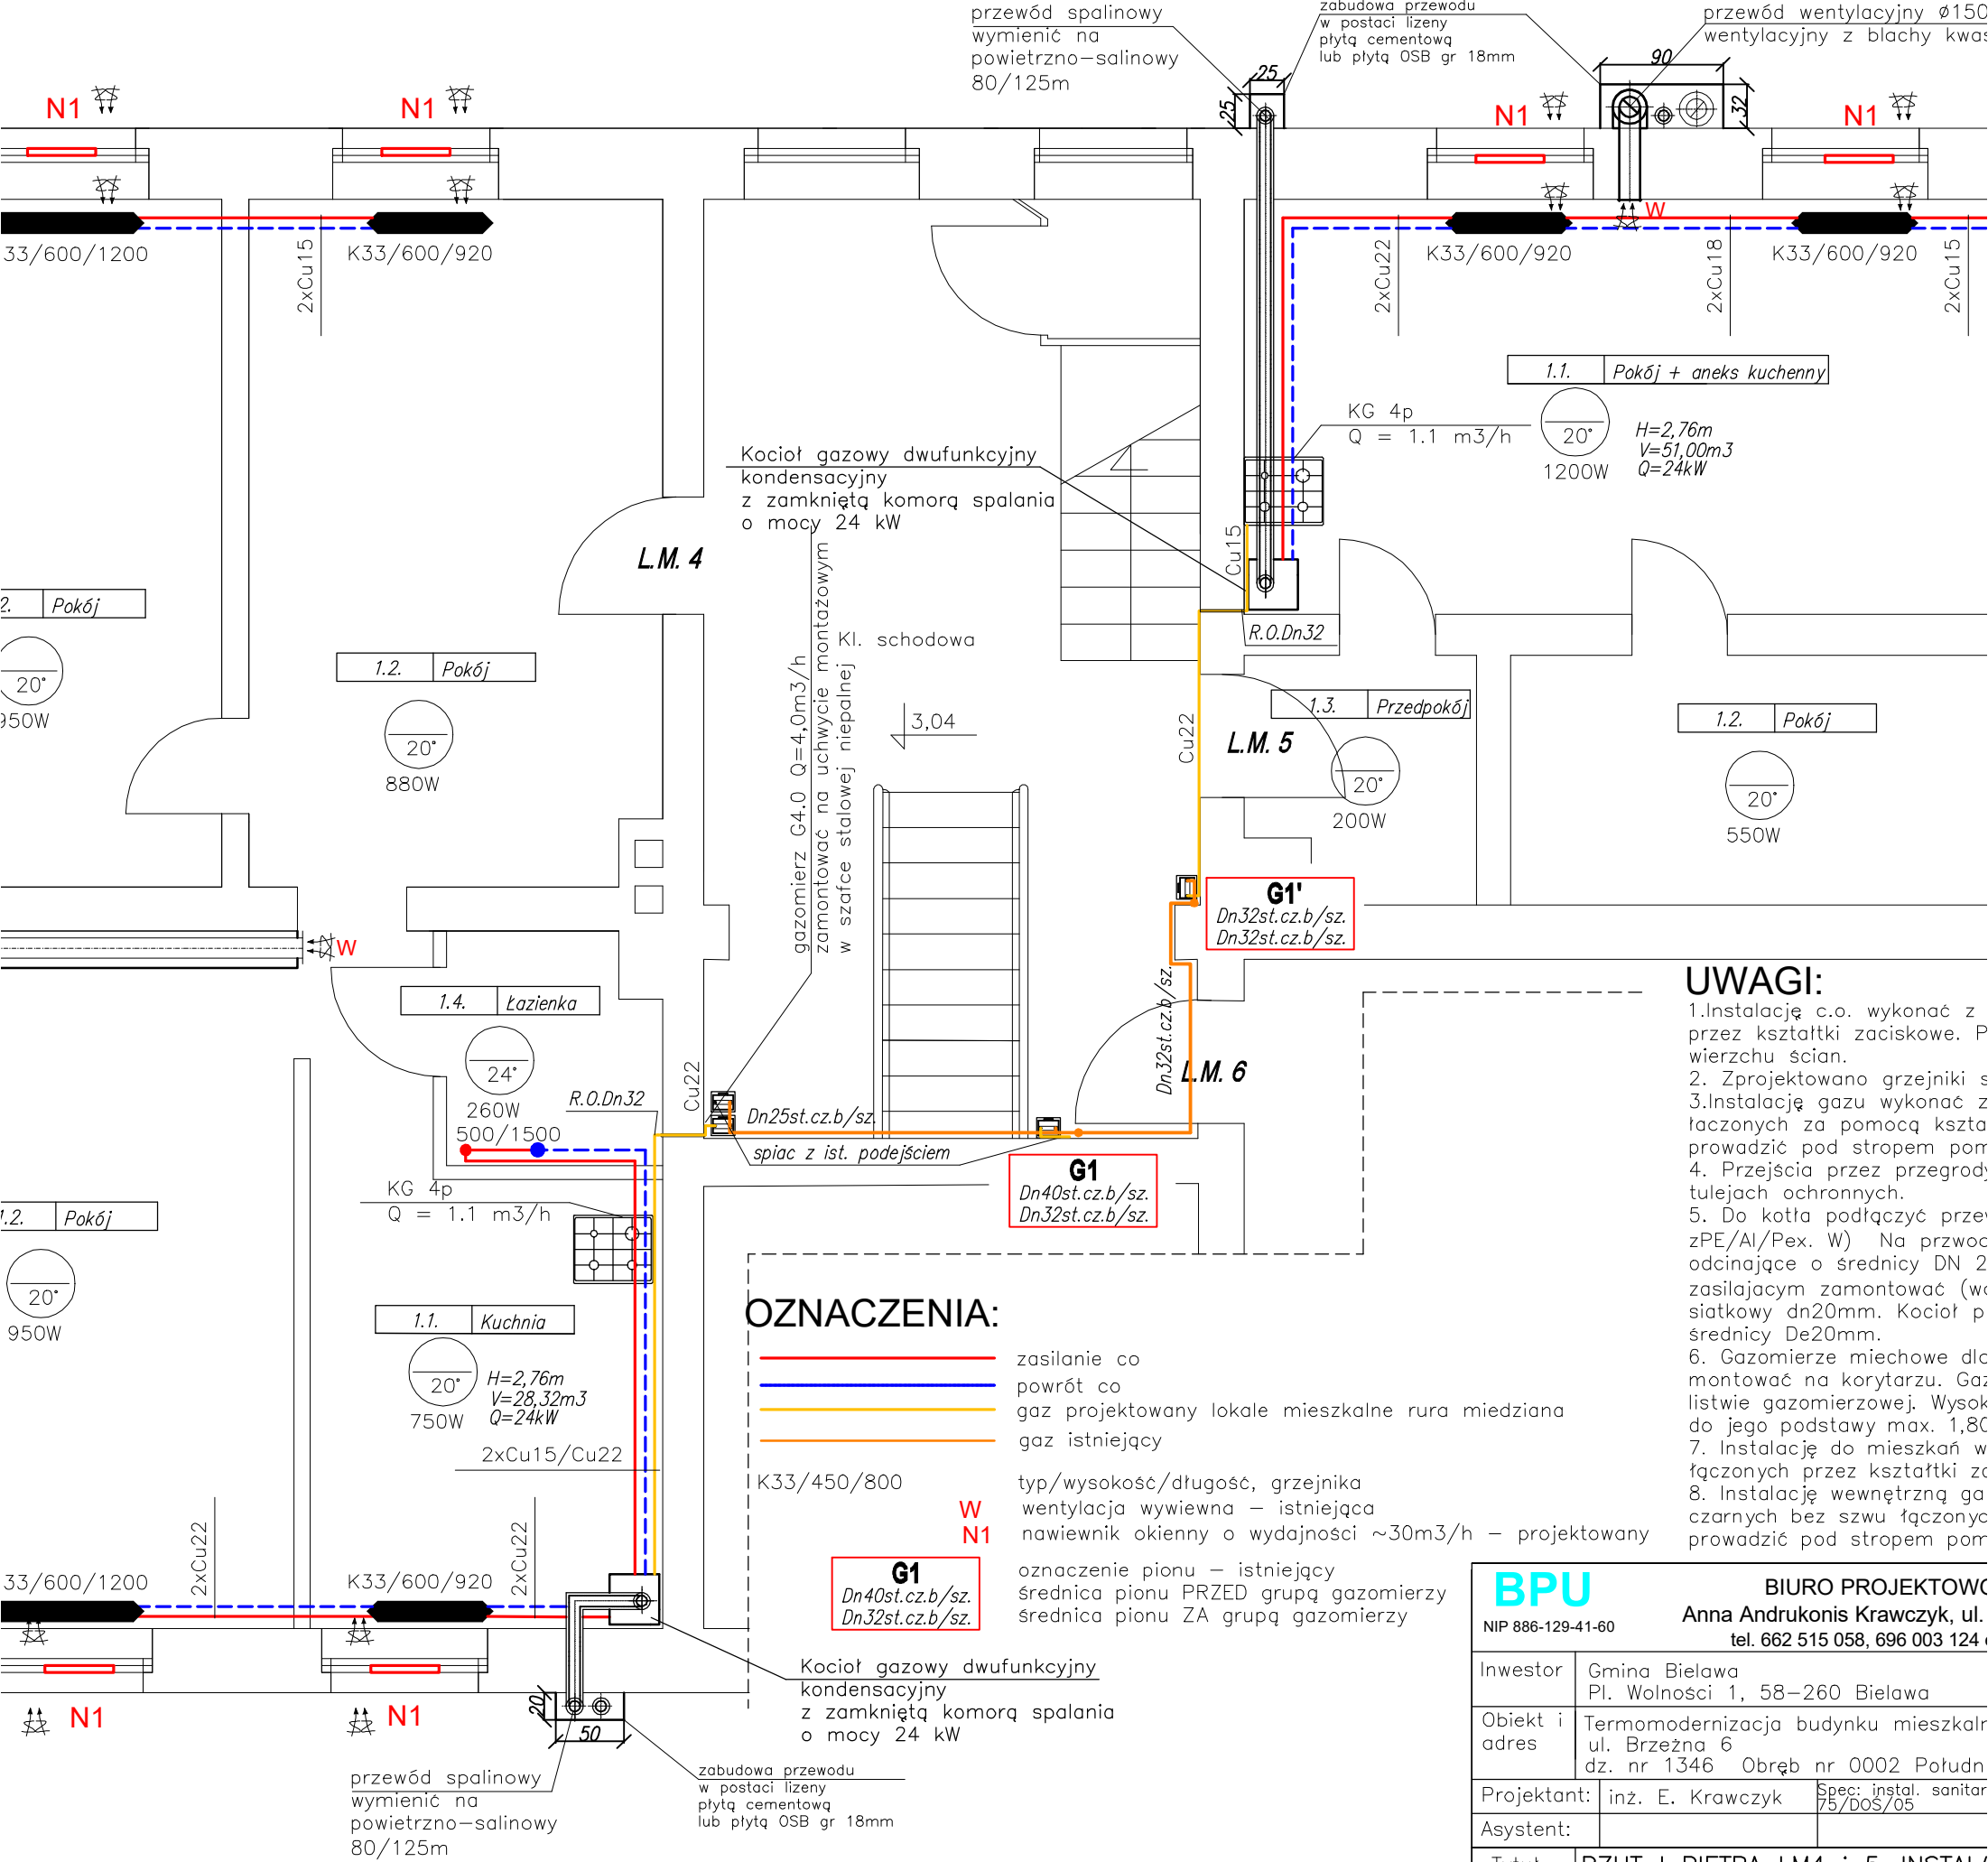 przewód spalinowy
wymienić na
powietrzno-salinowy
80/125m
zabudowa przewodu
w postaci lizeny
płytą cementową
lub płytą OSB gr 18mm
przewód wentylacyjny ø150
wentylacyjny z blachy
25
25
90
32
N1
N1
N1
N1
33/600/1200
K33/600/920
2xCu15
W
K33/600/920
K33/600/920
2xCu22
2xCu18
2xCu15
1.1. Pokój + aneks kuchenny
KG 4p
Q = 1.1 m3/h
20°
1200W
H=2,76m
V=51,00m3
Q=24kW
Kocioł gazowy dwufunkcyjny
kondensacyjny
z zamkniętą komorą spalania
o mocy 24 kW
Cu15
L.M. 4
2. Pokój
20°
950W
1.2. Pokój
20°
880W
gazomierz G4.0 Q=4,0m3/h
zamontować na uchwycie montażowym
w szafce stalowej niepalnej
Kl. schodowa
3,04
R.O.Dn32
Cu22
1.3. Przedpokój
L.M. 5
20°
200W
1.2. Pokój
20°
550W
G1'
Dn32st.cz.b/sz.
Dn32st.cz.b/sz.
W
1.4. Łazienka
24°
260W
500/1500
R.O.Dn32
Cu22
Dn25st.cz.b/sz.
spiac z ist. podejściem
Dn32st.cz.b/sz.
L.M. 6
G1
Dn40st.cz.b/sz.
Dn32st.cz.b/sz.
KG 4p
Q = 1.1 m3/h
1.2. Pokój
20°
950W
1.1. Kuchnia
20°
750W
H=2,76m
V=28,32m3
Q=24kW
2xCu15/Cu22
2xCu22
2xCu22
33/600/1200
K33/600/920
N1
N1
20
50
przewód spalinowy
wymienić na
powietrzno-salinowy
80/125m
zabudowa przewodu
w postaci lizeny
płytą cementową
lub płytą OSB gr 18mm
Kocioł gazowy dwufunkcyjny
kondensacyjny
z zamkniętą komorą spalania
o mocy 24 kW
OZNACZENIA:
zasilanie co
powrót co
gaz projektowany lokale mieszkalne rura miedziana
gaz istniejący
K33/450/800 typ/wysokość/długość, grzejnika
W wentylacja wywiewna – istniejąca
N1 nawiewnik okienny o wydajności ~30m3/h – projektowany
G1
Dn40st.cz.b/sz.
Dn32st.cz.b/sz.
oznaczenie pionu – istniejący
średnica pionu PRZED grupą gazomierzy
średnica pionu ZA grupą gazomierzy
UWAGI:
1.Instalację c.o. wykonać z
przez kształtki zaciskowe. P
wierzchu ścian.
2. Zprojektowano grzejniki s
3.Instalację gazu wykonać z
łaczonych za pomocą kszta
prowadzić pod stropem pom
4. Przejścia przez przegrody
tulejach ochronnych.
5. Do kotła podłączyć prze
zPE/Al/Pex. W) Na przwoc
odcinające o średnicy DN 2
zasilajacym zamontować (wo
siatkowy dn20mm. Kocioł p
średnicy De20mm.
6. Gazomierze miechowe dla
montować na korytarzu. Gaz
listwie gazomierzowej. Wysok
do jego podstawy max. 1,80
7. Instalację do mieszkań w
łączonych przez kształtki za
8. Instalację wewnętrzną ga
czarnych bez szwu łączonyc
prowadzić pod stropem pom
BPU
NIP 886-129-41-60
BIURO PROJEKTOWO
Anna Andrukonis Krawczyk, ul.
tel. 662 515 058, 696 003 124
Inwestor Gmina Bielawa
Pl. Wolności 1, 58-260 Bielawa
Obiekt i adres Termomodernizacja budynku mieszkaln
ul. Brzeżna 6
dz. nr 1346 Obręb nr 0002 Południ
Projektant: inż. E. Krawczyk Spec: instal. sanitar
75/DOŚ/05
Asystent: